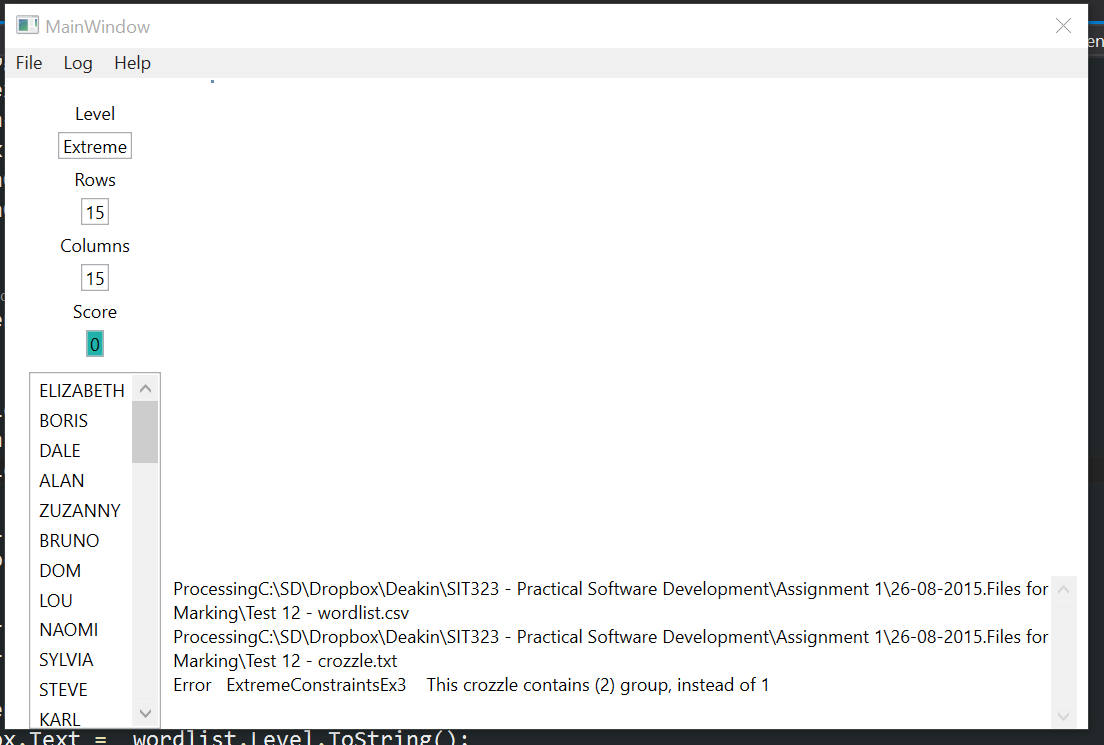 MainWindow
en
File Log Help
Level
Extreme
Rows
15
Columns
15
Score
0
ELIZABETH
BORIS
DALE
ALAN
ZUZANNY
BRUNO
DOM
LOU
NAOMI
SYLVIA
STEVE
KARL
ProcessingC:\SD\Dropbox\Deakin\SIT323 - Practical Software Development\Assignment 1\26-08-2015.Files for
Marking\Test 12 - wordlist.csv
ProcessingC:\SD\Dropbox\Deakin\SIT323 - Practical Software Development\Assignment 1\26-08-2015.Files for
Marking\Test 12 - crozzle.txt
Error ExtremeConstraintsEx3 This crozzle contains (2) group, instead of 1
ox.Text = wordlist.Level.ToString();